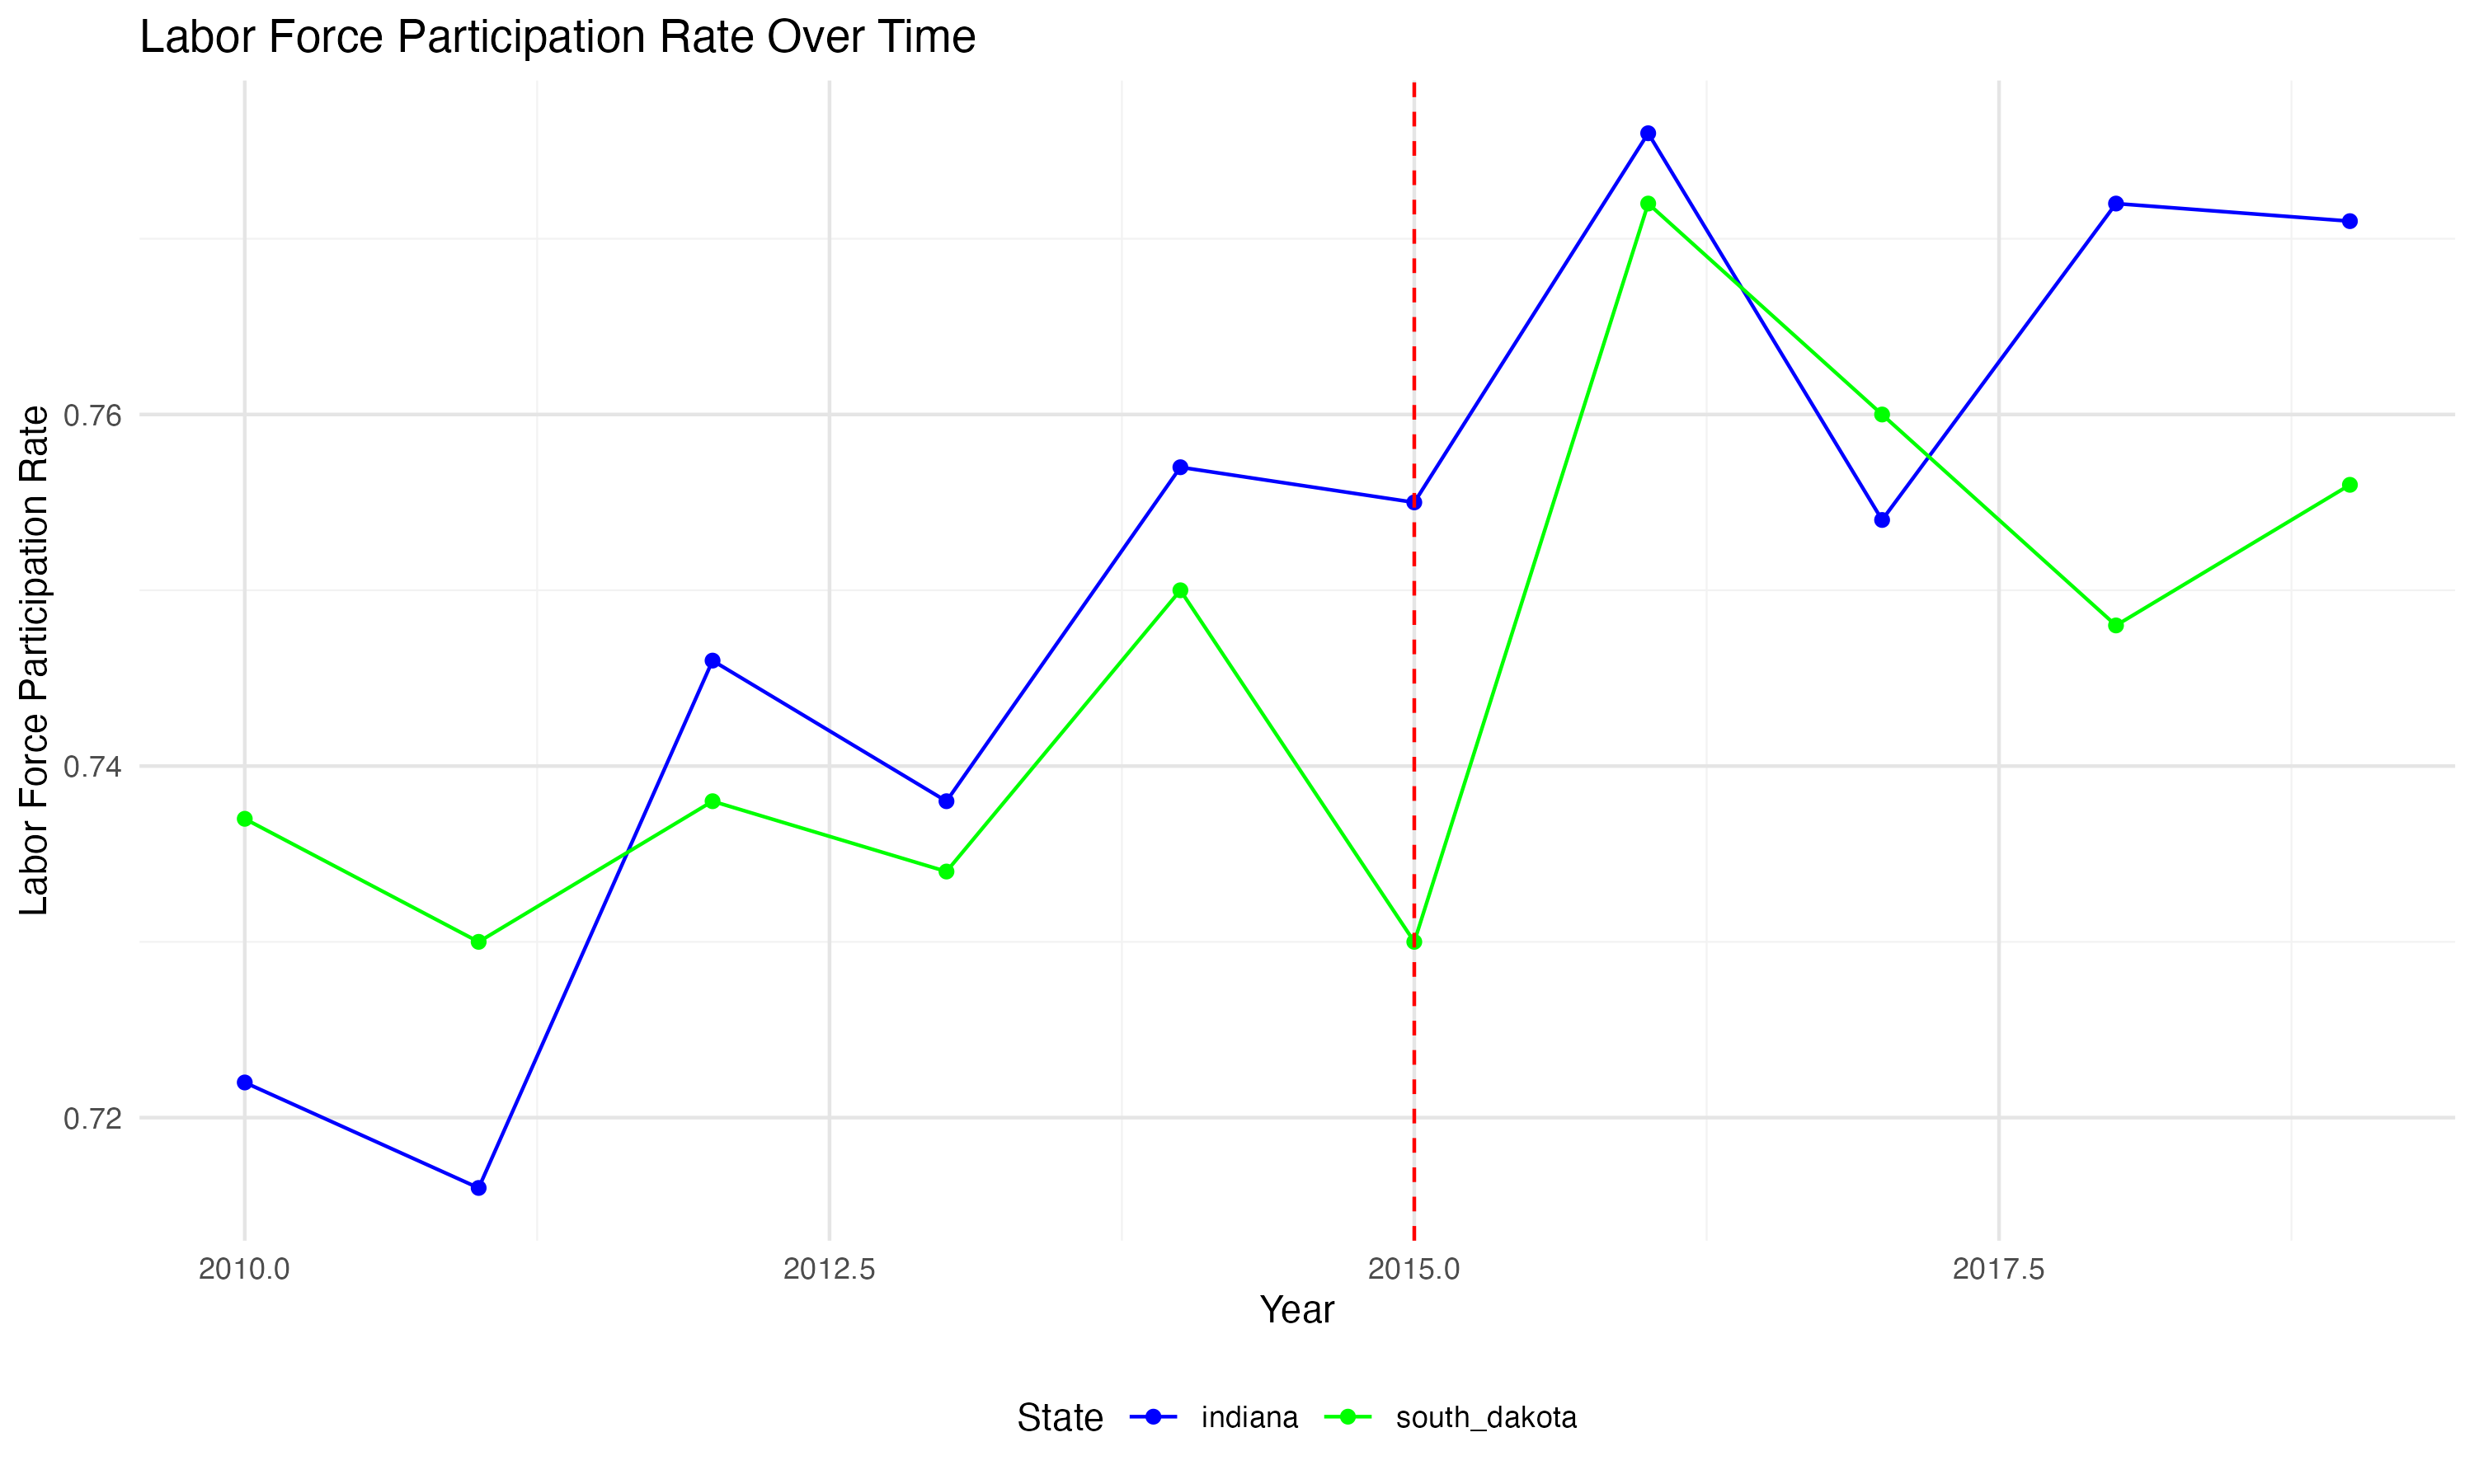 Labor Force Participation Rate Over Time
Labor Force Participation Rate
0.76
0.74
0.72
2010.0 2012.5 2015.0 2017.5
Year
State indiana south_dakota